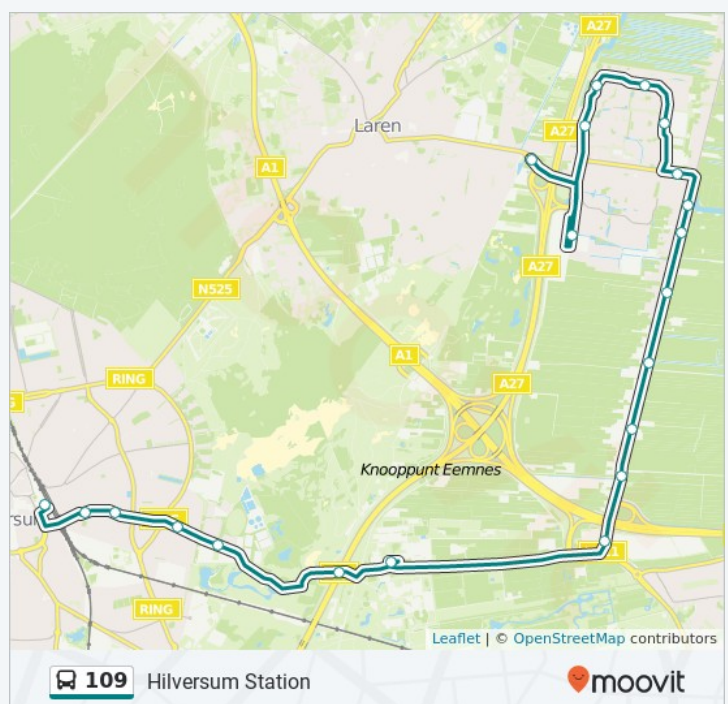 A27
Laren
A27
A1
A27
N525
A1
RING
A27
Knooppunt Eemnes
RING
Leaflet | © OpenStreetMap contributors
109 Hilversum Station
moovit